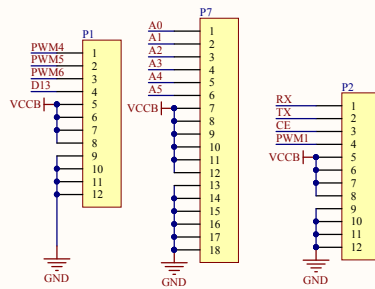 P1
PWM4 1
PWM5 2
PWM6 3
D13 4
VCCB 5
6
7
8
9
10
11
12
GND
P7
A0 1
A1 2
A2 3
A3 4
A4 5
A5 6
VCCB 7
8
9
10
11
12
13
14
15
16
17
18
GND
P2
RX 1
TX 2
CE 3
PWM1 4
VCCB 5
6
7
8
9
10
11
12
GND